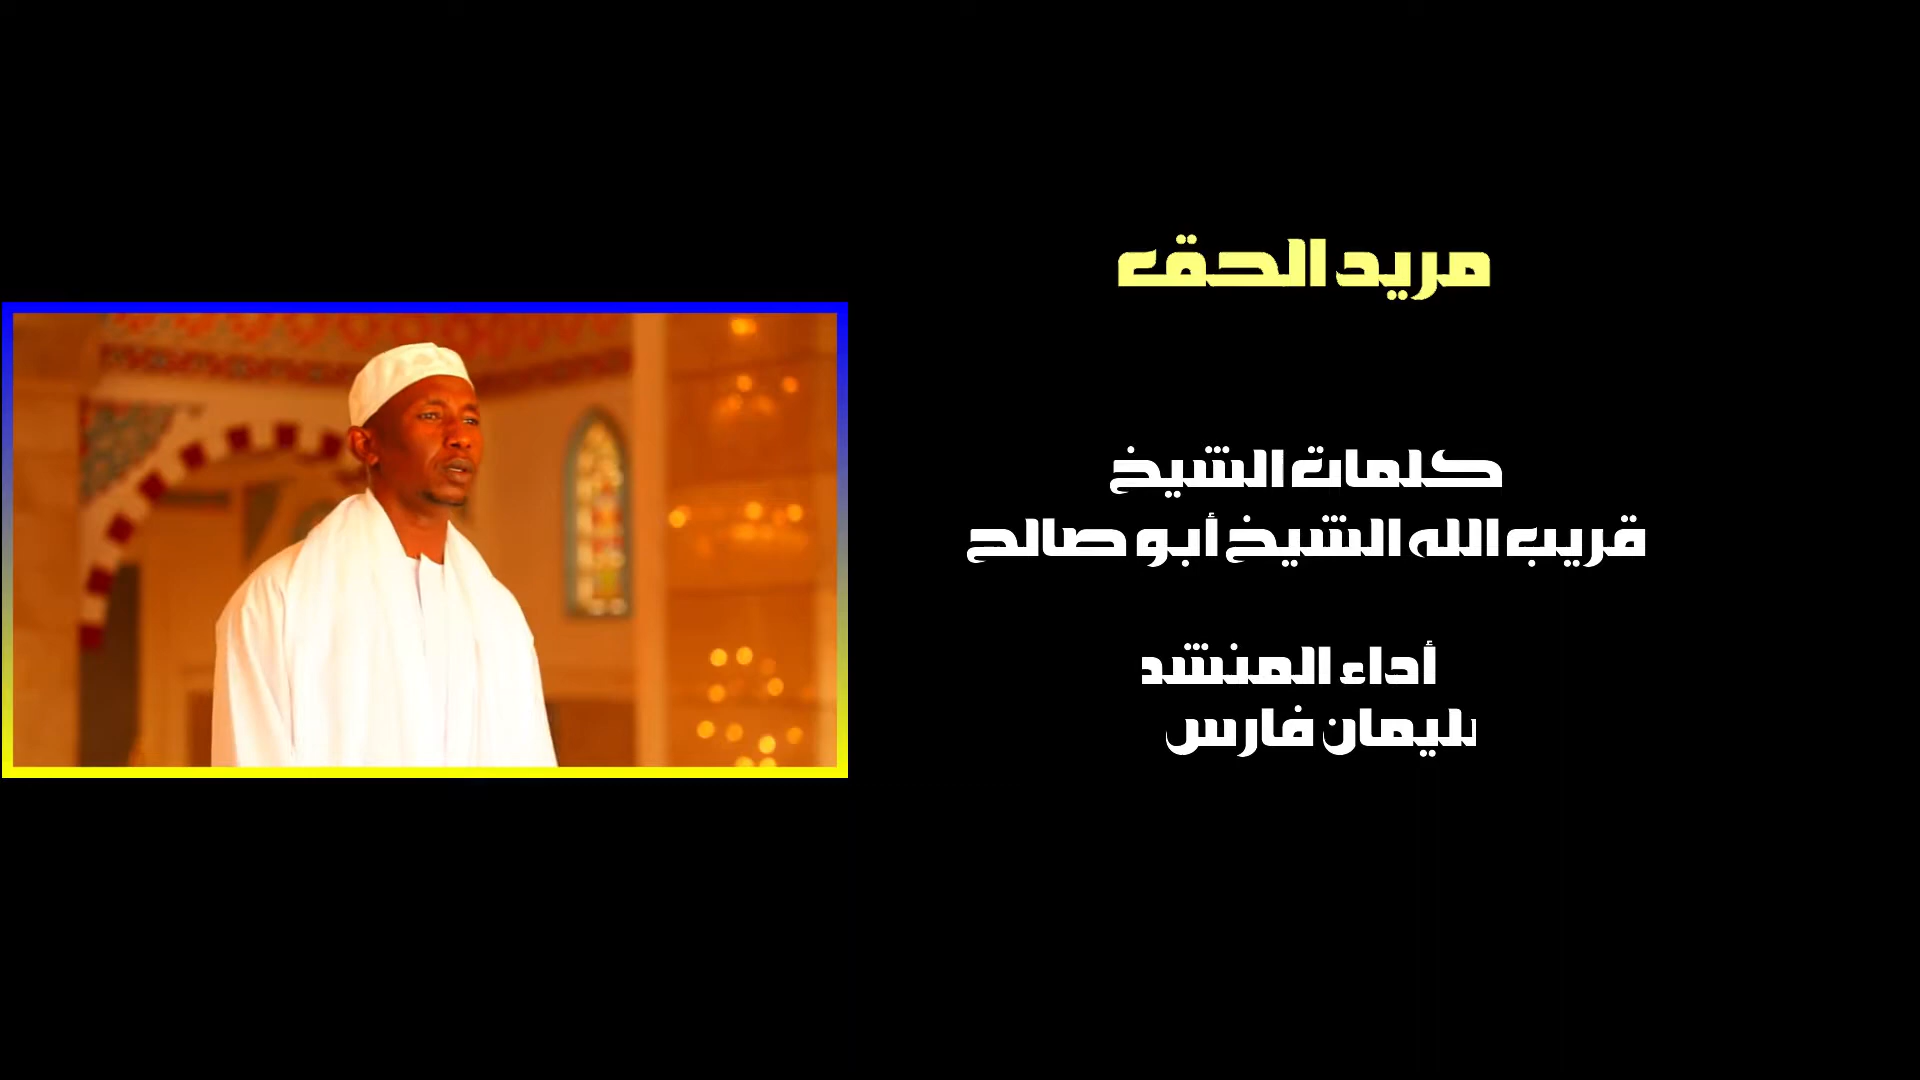 مريد الحق
كلمات الشيخ
قريب الله الشيخ أبو صالح
أداء المنشد
ليمان فارس